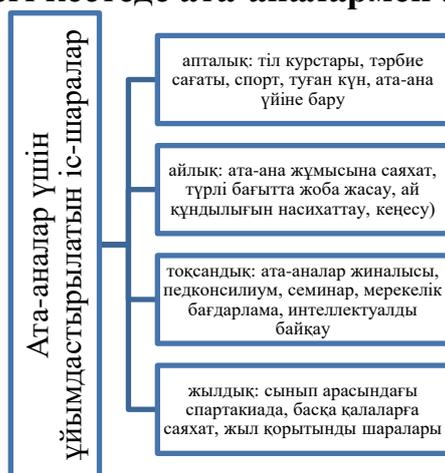 Ата-аналар үшін
ұйымдастырылатын іс-шаралар
апталық: тіл курстары, тәрбие
сағаты, спорт, туған күн, ата-ана
үйіне бару
айлық: ата-ана жұмысына саяхат,
түрлі бағытта жоба жасау, ай
құндылығын насихаттау, кеңесу)
тоқсандық: ата-аналар жиналысы,
педконсилиум, семинар, мерекелік
бағдарлама, интеллектуалды
байқау
жылдық: сынып арасындағы
спартакиада, басқа қалаларға
саяхат, жыл қорытынды шаралары